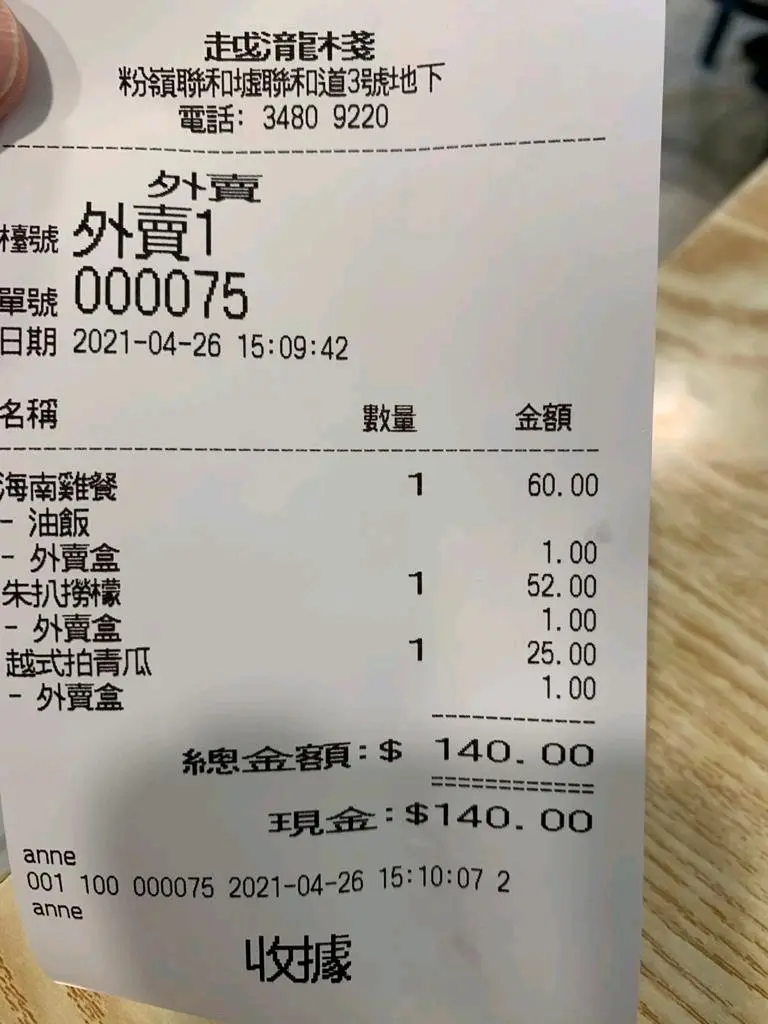 越瀧棧
粉嶺聯和墟聯和道3號地下
電話: 3480 9220
外賣
檯號 外賣1
單號 000075
日期 2021-04-26 15:09:42
名稱 數量 金額
海南雞餐 1 60.00
- 油飯
- 外賣盒 1.00
朱扒撈檬 1 52.00
- 外賣盒 1.00
越式拍青瓜 1 25.00
- 外賣盒 1.00
總金額:$ 140.00
現金:$140.00
anne
001 100 000075 2021-04-26 15:10:07 2
anne
收據